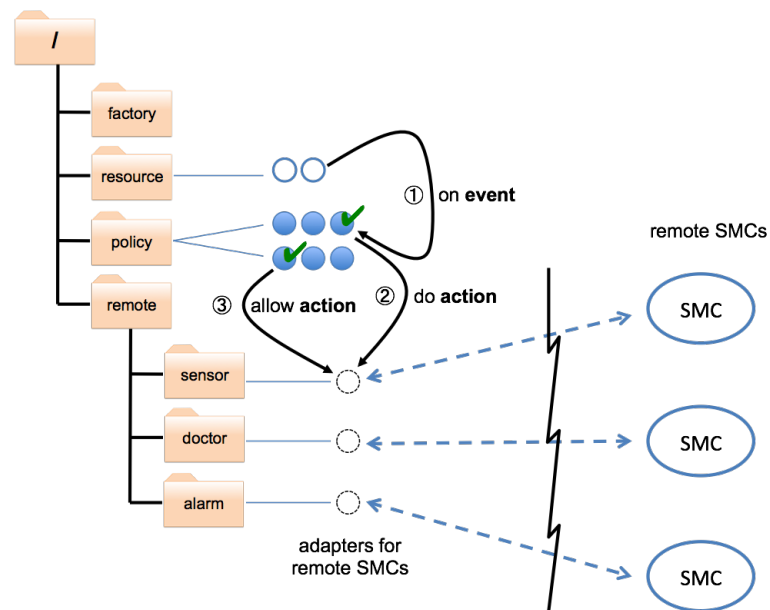 /
factory
resource
① on event
policy
remote SMCs
remote
③ allow action
② do action
SMC
sensor
doctor
SMC
alarm
adapters for
remote SMCs
SMC